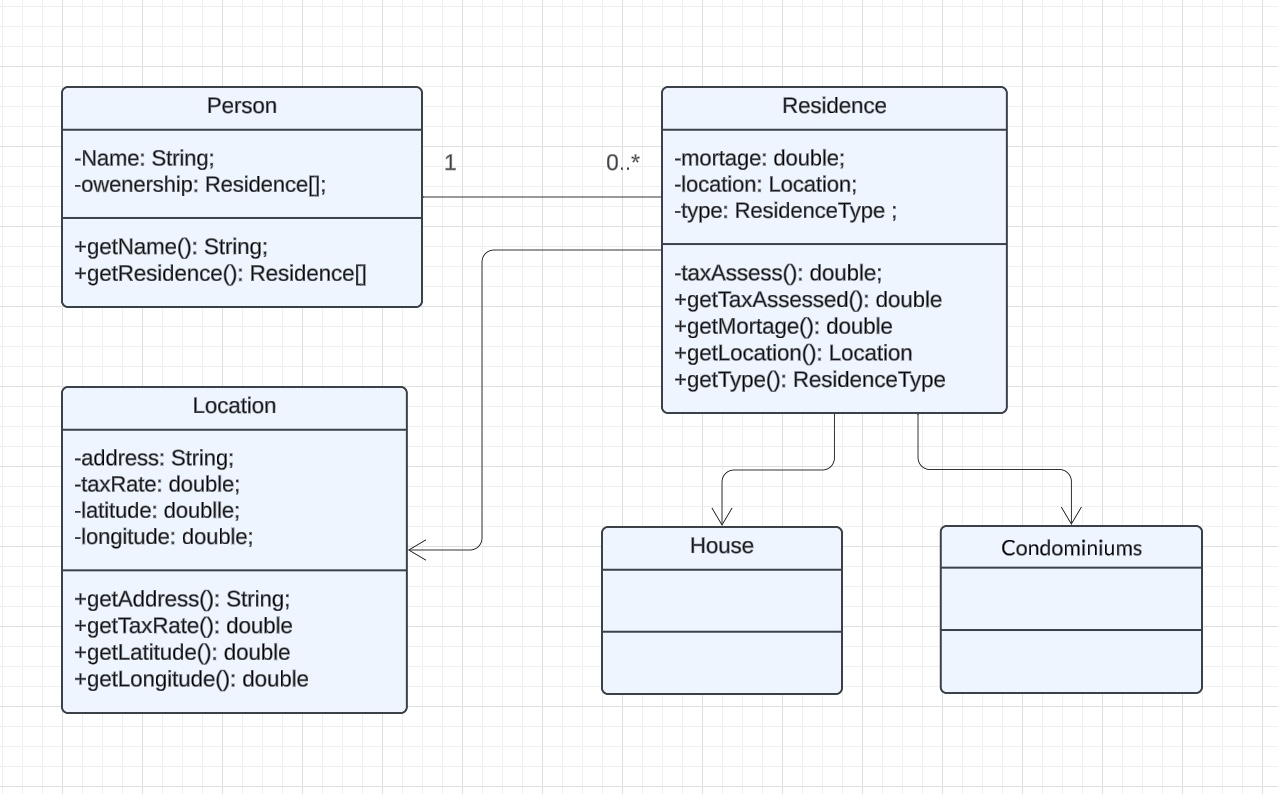 Person
-Name: String;
-owenership: Residence[];
+getName(): String;
+getResidence(): Residence[]
1
0..*
Residence
-mortage: double;
-location: Location;
-type: ResidenceType ;
-taxAssess(): double;
+getTaxAssessed(): double
+getMortage(): double
+getLocation(): Location
+getType(): ResidenceType
Location
-address: String;
-taxRate: double;
-latitude: doublle;
-longitude: double;
+getAddress(): String;
+getTaxRate(): double
+getLatitude(): double
+getLongitude(): double
House
Condominiums